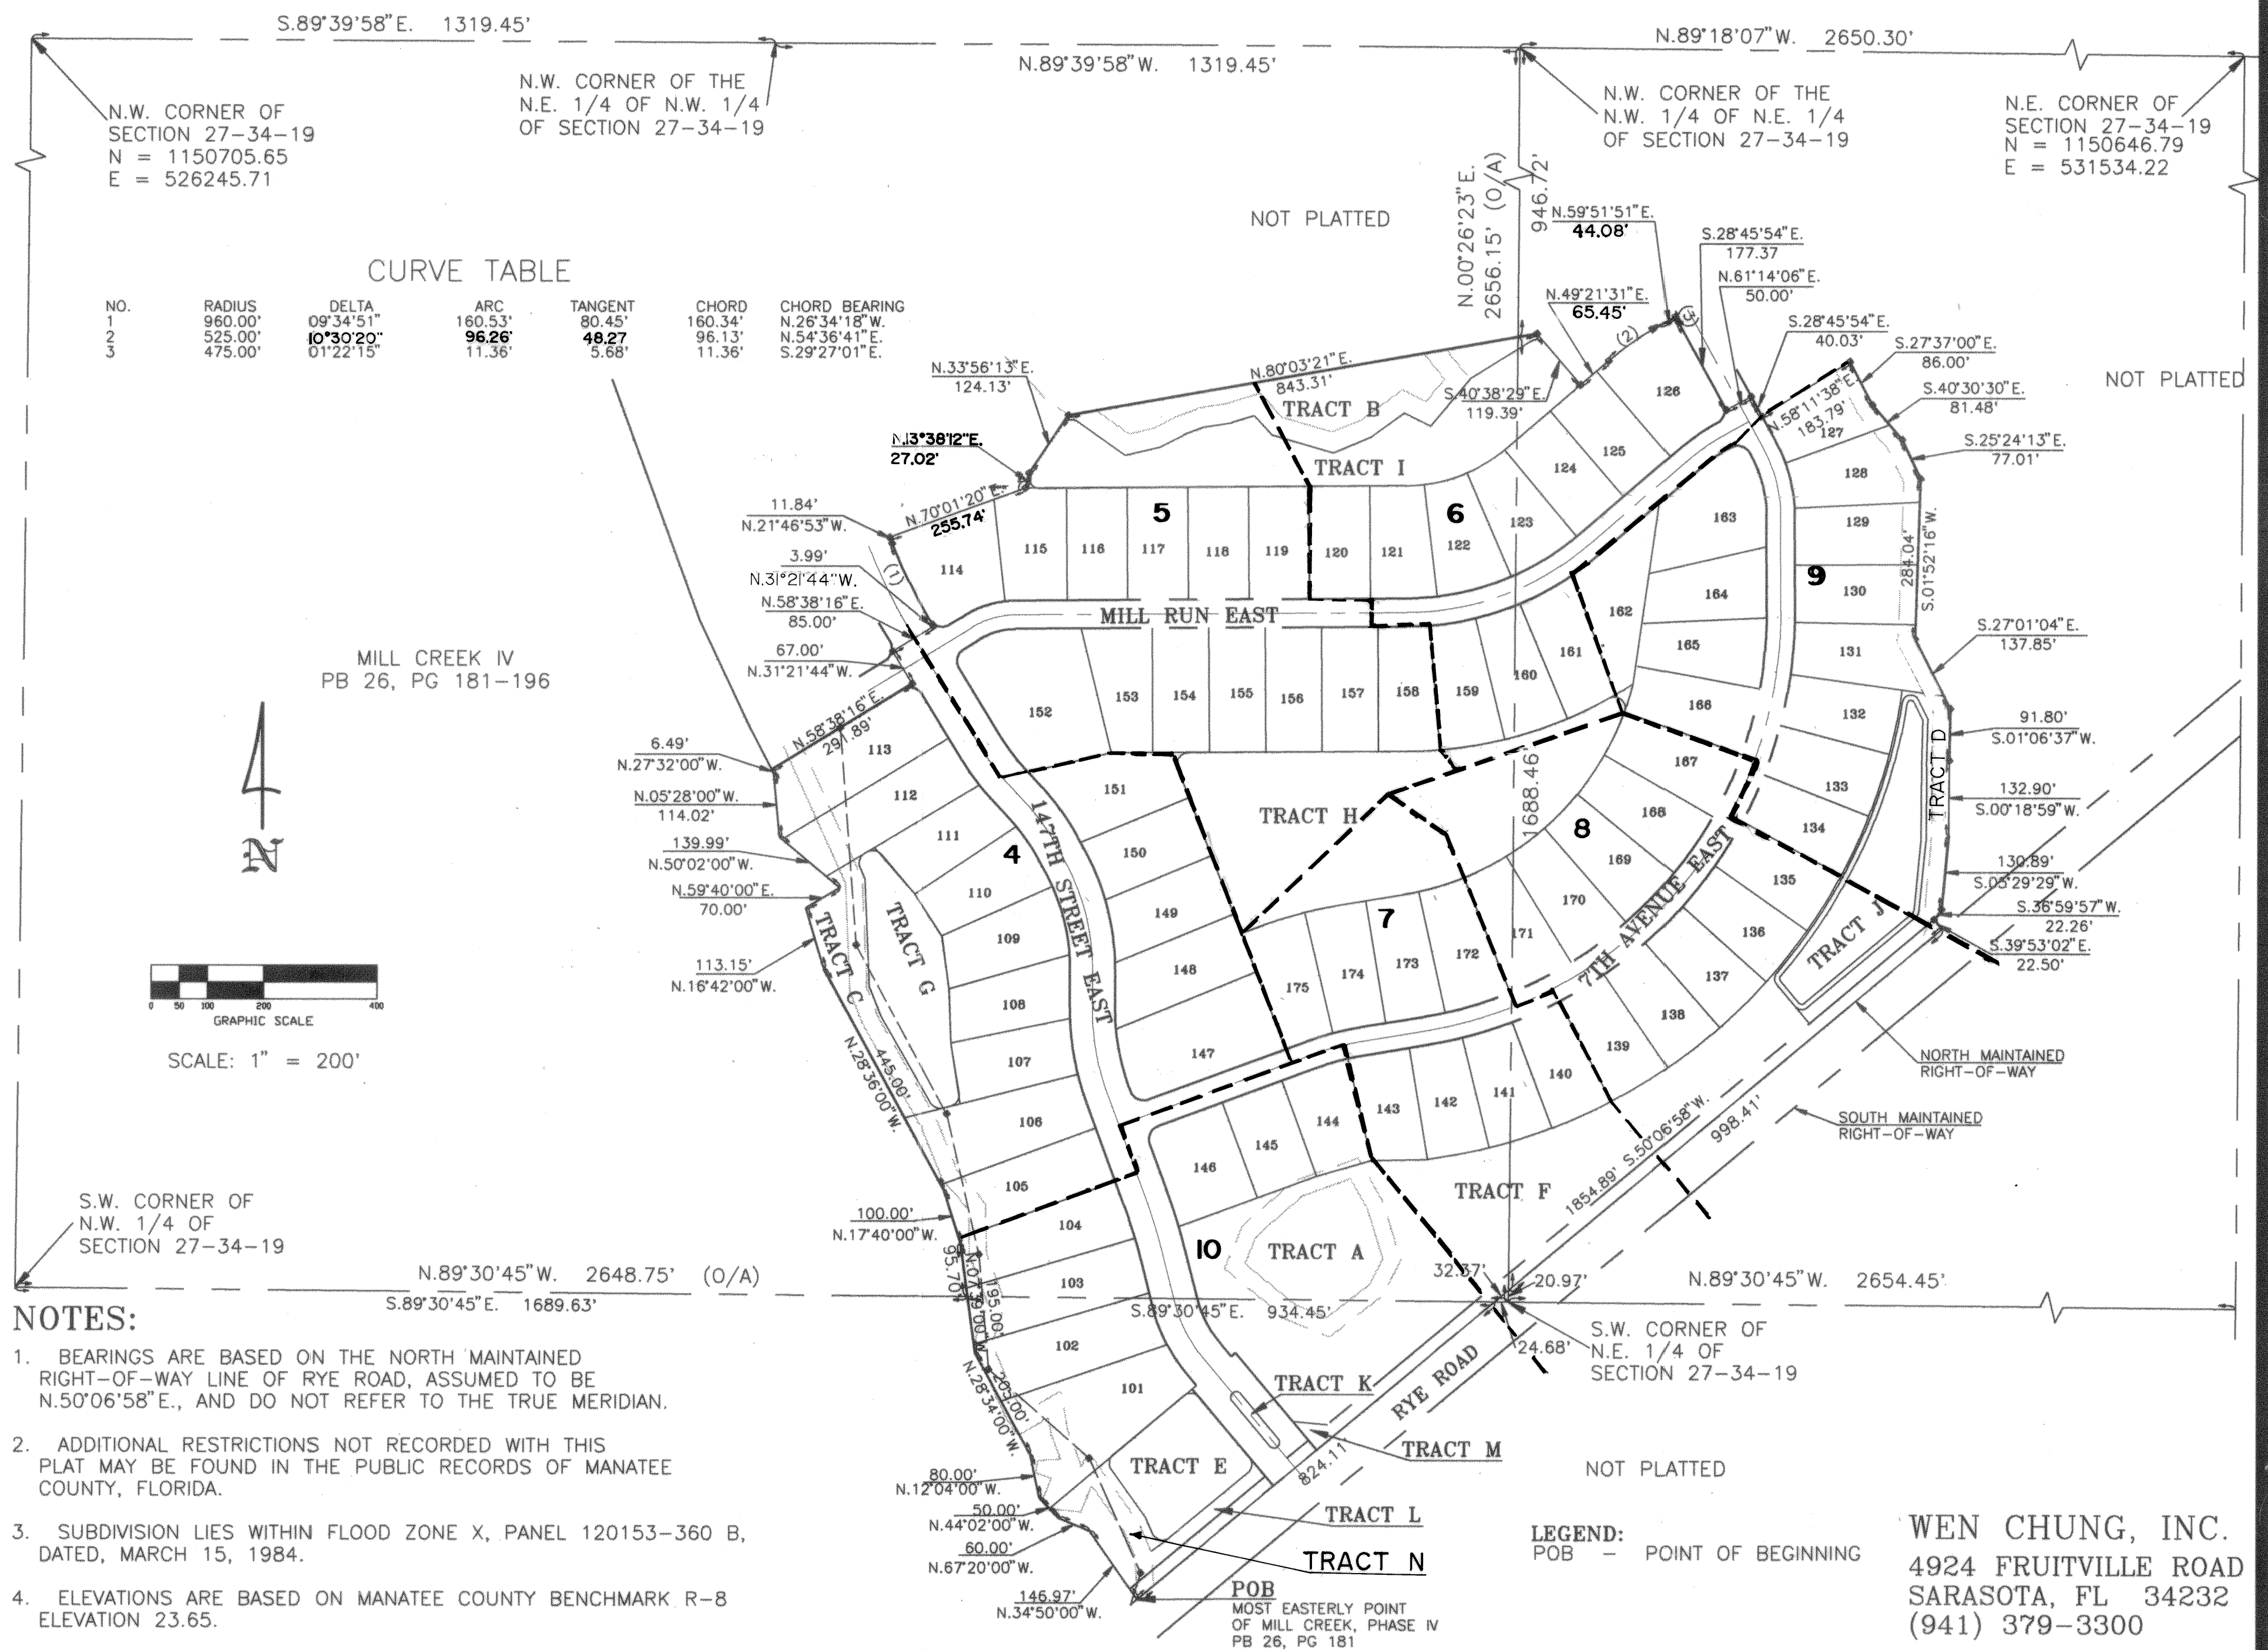 S.89°39'58"E. 1319.45'
N.89°39'58"W. 1319.45'
N.89°18'07"W. 2650.30'
N.W. CORNER OF
SECTION 27-34-19
N = 1150705.65
E = 526245.71
N.W. CORNER OF THE
N.E. 1/4 OF N.W. 1/4
OF SECTION 27-34-19
N.W. CORNER OF THE
N.W. 1/4 OF N.E. 1/4
OF SECTION 27-34-19
N.E. CORNER OF
SECTION 27-34-19
N = 1150646.79
E = 531534.22
NOT PLATTED
N.00°26'23"E.
2656.15' (O/A)
946.72'
CURVE TABLE
NO. RADIUS DELTA ARC TANGENT CHORD CHORD BEARING
1 960.00' 09°34'51" 160.53' 80.45' 160.34' N.26°34'18"W.
2 525.00' 10°30'20" 96.26' 48.27 96.13' N.54°36'41"E.
3 475.00' 01°22'15" 11.36' 5.68' 11.36' S.29°27'01"E.
N.59°51'51"E.
44.08'
S.28°45'54"E.
177.37
N.61°14'06"E.
50.00'
N.49°21'31"E.
65.45'
(2)
(3)
S.28°45'54"E.
40.03'
S.27°37'00"E.
86.00'
S.40°30'30"E.
81.48'
S.25°24'13"E.
77.01'
NOT PLATTED
N.58°11'38"E.
183.79'
N.33°56'13"E.
124.13'
N.80°03'21"E.
843.31'
TRACT B
S.40°38'29"E.
119.39'
N.13°38'12"E.
27.02'
TRACT I
N.70°01'20"E.
255.74'
11.84'
N.21°46'53"W.
3.99'
N.31°21'44"W.
(1)
N.58°38'16"E.
85.00'
67.00'
N.31°21'44"W.
N.58°38'16"E.
291.89'
5
6
9
114
115
116
117
118
119
120
121
122
123
124
125
126
127
128
129
130
131
132
133
134
284.04'
S.01°52'16"W.
S.27°01'04"E.
137.85'
MILL RUN EAST
152
153
154
155
156
157
158
159
160
161
162
163
164
165
166
MILL CREEK IV
PB 26, PG 181-196
6.49'
N.27°32'00"W.
N.05°28'00"W.
114.02'
139.99'
N.50°02'00"W.
N.59°40'00"E.
70.00'
113.15'
N.16°42'00"W.
N
91.80'
S.01°06'37"W.
132.90'
S.00°18'59"W.
130.89'
S.05°29'29"W.
S.36°59'57"W.
22.26'
S.39°53'02"E.
22.50'
TRACT D
TRACT J
TRACT H
1688.46'
4
8
7
113
112
111
110
109
108
107
106
105
151
150
149
148
147
167
168
169
170
171
172
173
174
175
135
136
137
138
139
140
141
142
143
144
145
146
147TH STREET EAST
7TH AVENUE EAST
TRACT C
TRACT G
N.28°36'00"W.
445.00'
0 50 100 200 400
GRAPHIC SCALE
SCALE: 1" = 200'
NORTH MAINTAINED
RIGHT-OF-WAY
SOUTH MAINTAINED
RIGHT-OF-WAY
1854.89' S.50°06'58"W.
998.41'
S.W. CORNER OF
N.W. 1/4 OF
SECTION 27-34-19
100.00'
N.17°40'00"W.
95.70'
N.07°39'00"W.
195.00'
104
103
102
101
10
TRACT A
TRACT F
32.37'
20.97'
24.68'
N.89°30'45"W. 2648.75' (O/A)
S.89°30'45"E. 1689.63'
S.89°30'45"E. 934.45'
N.89°30'45"W. 2654.45'
S.W. CORNER OF
N.E. 1/4 OF
SECTION 27-34-19
NOTES:
1. BEARINGS ARE BASED ON THE NORTH MAINTAINED
RIGHT-OF-WAY LINE OF RYE ROAD, ASSUMED TO BE
N.50°06'58"E., AND DO NOT REFER TO THE TRUE MERIDIAN.
2. ADDITIONAL RESTRICTIONS NOT RECORDED WITH THIS
PLAT MAY BE FOUND IN THE PUBLIC RECORDS OF MANATEE
COUNTY, FLORIDA.
3. SUBDIVISION LIES WITHIN FLOOD ZONE X, PANEL 120153-360 B,
DATED, MARCH 15, 1984.
4. ELEVATIONS ARE BASED ON MANATEE COUNTY BENCHMARK R-8
ELEVATION 23.65.
N.28°34'00"W.
80.00'
N.12°04'00"W.
50.00'
N.44°02'00"W.
60.00'
N.67°20'00"W.
146.97'
N.34°50'00"W.
TRACT E
TRACT K
TRACT M
TRACT L
TRACT N
RYE ROAD
824.11'
POB
MOST EASTERLY POINT
OF MILL CREEK, PHASE IV
PB 26, PG 181
NOT PLATTED
LEGEND:
POB - POINT OF BEGINNING
WEN CHUNG, INC.
4924 FRUITVILLE ROAD
SARASOTA, FL 34232
(941) 379-3300